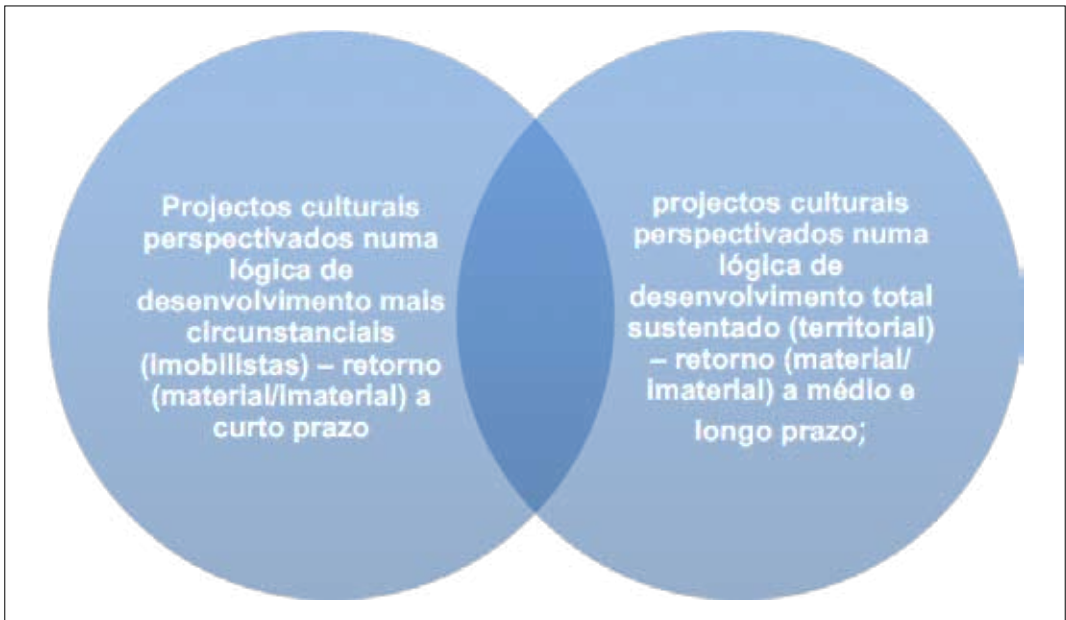 Projectos culturais
perspectivados numa
lógica de
desenvolvimento mais
circunstanciais
(imobilistas) – retorno
(material/imaterial) a
curto prazo
projectos culturais
perspectivados numa
lógica de
desenvolvimento total
sustentado (territorial)
– retorno (material/
imaterial) a médio e
longo prazo;